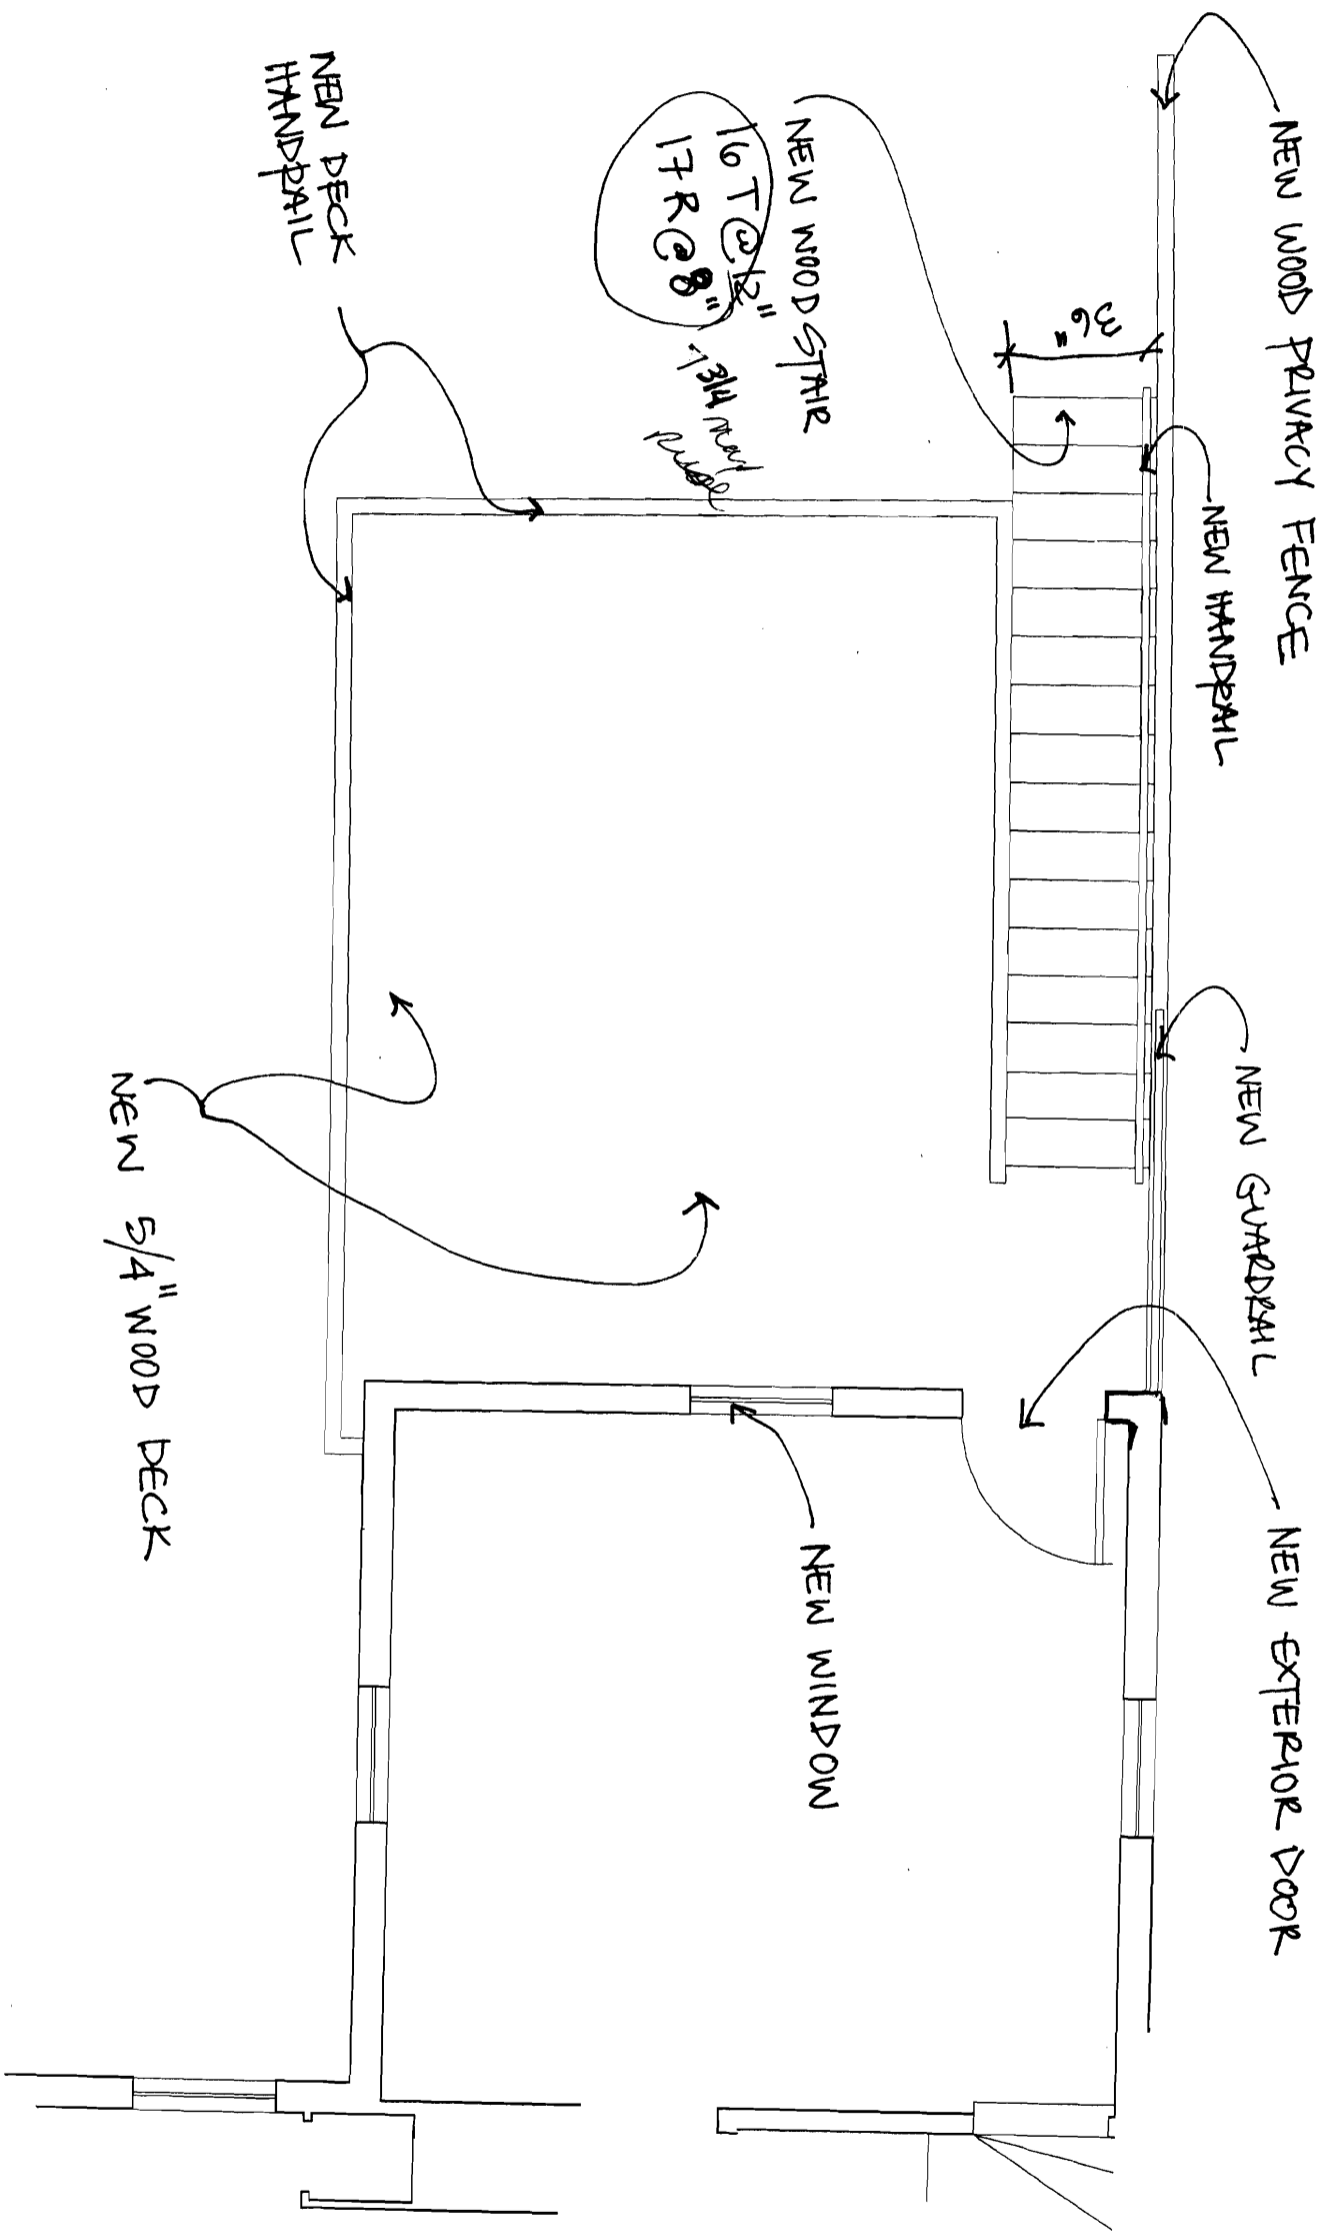 NEW WOOD PRIVACY FENCE
NEW HANDRAIL
NEW GUARDRAIL
NEW EXTERIOR DOOR
36"
NEW WOOD STAIR
16 T @ 12"
17 R @ 8"
7 3/4 max
NEW WINDOW
NEW DECK
HANDRAIL
NEW 5/4" WOOD DECK